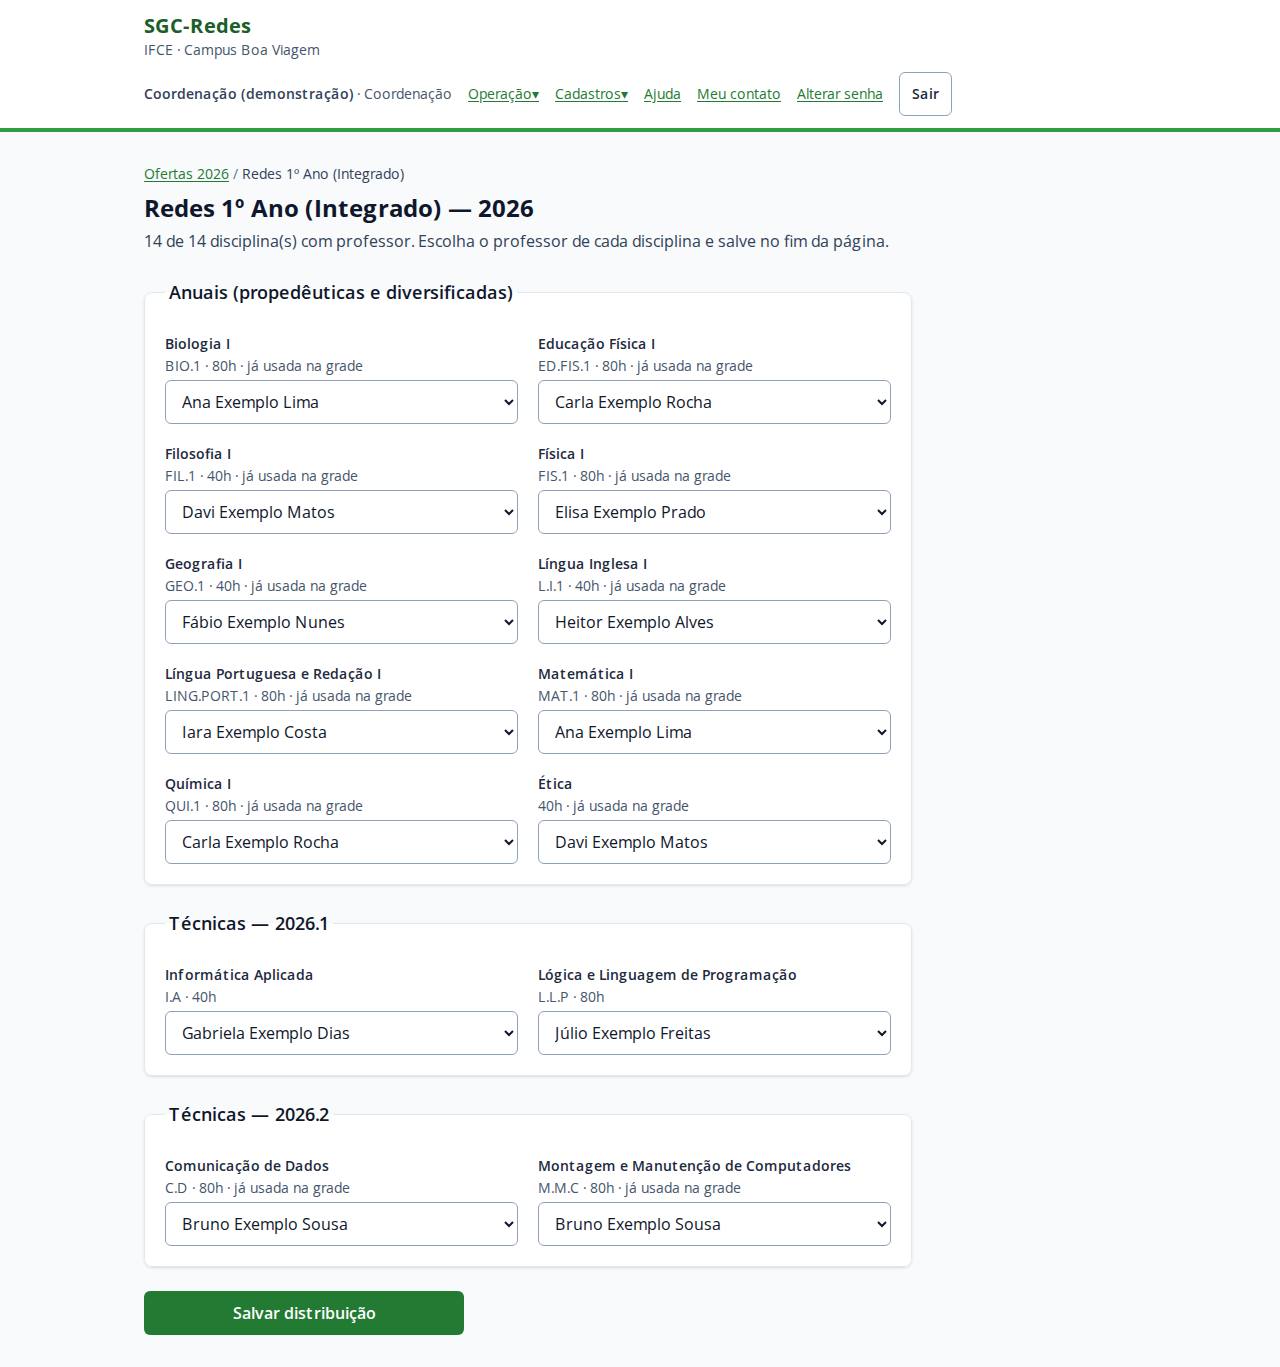 SGC-Redes
IFCE · Campus Boa Viagem
Coordenação (demonstração) · Coordenação Operação▾ Cadastros▾ Ajuda Meu contato Alterar senha Sair
Ofertas 2026 / Redes 1º Ano (Integrado)
Redes 1º Ano (Integrado) — 2026
14 de 14 disciplina(s) com professor. Escolha o professor de cada disciplina e salve no fim da página.
Anuais (propedêuticas e diversificadas)
Biologia I
BIO.1 · 80h · já usada na grade
Ana Exemplo Lima
Educação Física I
ED.FIS.1 · 80h · já usada na grade
Carla Exemplo Rocha
Filosofia I
FIL.1 · 40h · já usada na grade
Davi Exemplo Matos
Física I
FIS.1 · 80h · já usada na grade
Elisa Exemplo Prado
Geografia I
GEO.1 · 40h · já usada na grade
Fábio Exemplo Nunes
Língua Inglesa I
L.I.1 · 40h · já usada na grade
Heitor Exemplo Alves
Língua Portuguesa e Redação I
LING.PORT.1 · 80h · já usada na grade
Iara Exemplo Costa
Matemática I
MAT.1 · 80h · já usada na grade
Ana Exemplo Lima
Química I
QUI.1 · 80h · já usada na grade
Carla Exemplo Rocha
Ética
40h · já usada na grade
Davi Exemplo Matos
Técnicas — 2026.1
Informática Aplicada
I.A · 40h
Gabriela Exemplo Dias
Lógica e Linguagem de Programação
L.L.P · 80h
Júlio Exemplo Freitas
Técnicas — 2026.2
Comunicação de Dados
C.D · 80h · já usada na grade
Bruno Exemplo Sousa
Montagem e Manutenção de Computadores
M.M.C · 80h · já usada na grade
Bruno Exemplo Sousa
Salvar distribuição